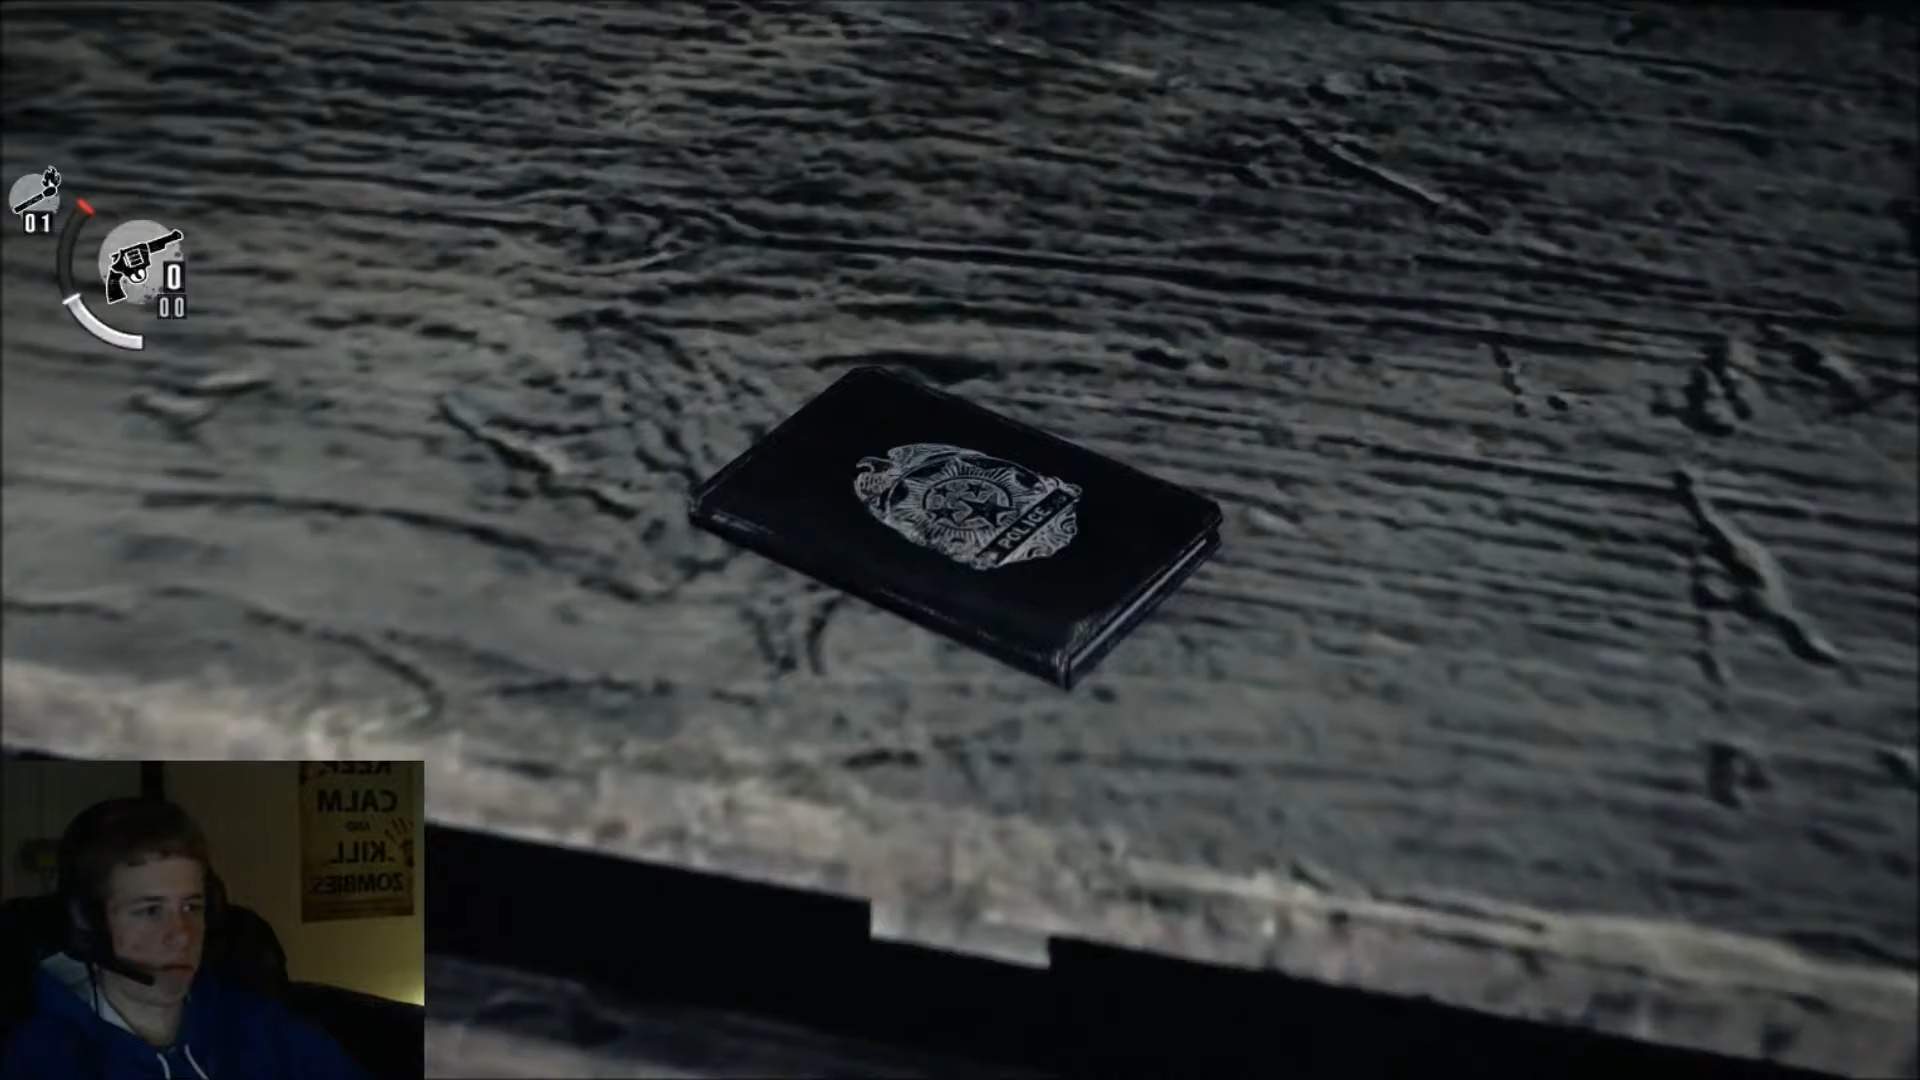 01
0
00
POLICE
KEEP
CALM
AND
KILL
ZOMBIES